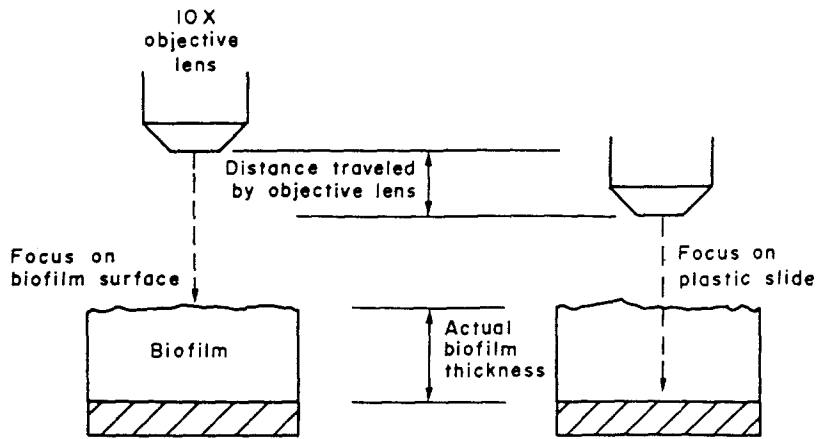 10X
objective
lens
Distance traveled
by objective lens
Focus on
biofilm surface
Focus on
plastic slide
Biofilm
Actual
biofilm
thickness